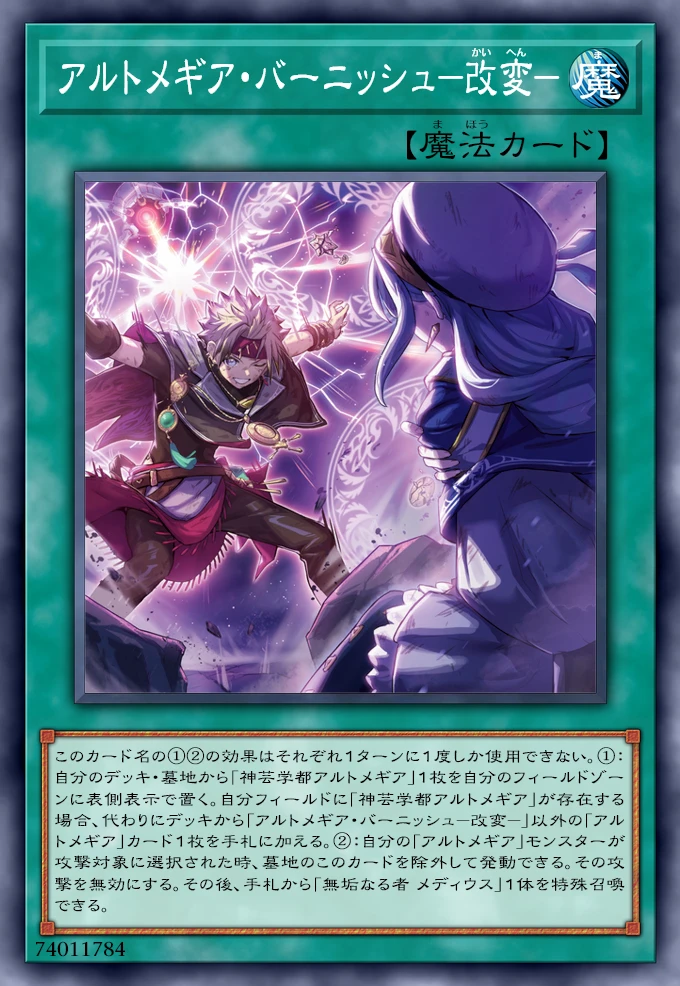 アルトメギア・バーニッシュ－改変－ 魔
かい へん ま
【魔法カード】
ま ほう
このカード名の①②の効果はそれぞれ１ターンに１度しか使用できない。①：
自分のデッキ・墓地から「神芸学都アルトメギア」１枚を自分のフィールドゾー
ンに表側表示で置く。自分フィールドに「神芸学都アルトメギア」が存在する
場合、代わりにデッキから「アルトメギア・バーニッシュ－改変－」以外の「アル
トメギア」カード１枚を手札に加える。②：自分の「アルトメギア」モンスターが
攻撃対象に選択された時、墓地のこのカードを除外して発動できる。その攻
撃を無効にする。その後、手札から「無垢なる者 メディウス」１体を特殊召喚
できる。
74011784